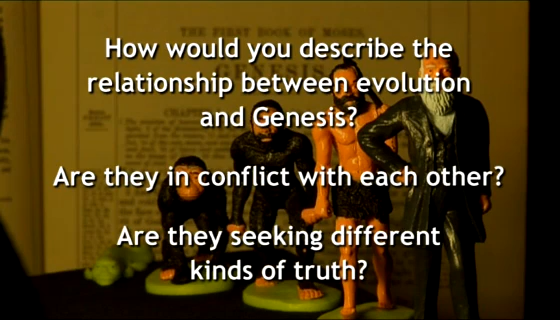 THE FIRST BOOK OF MOSES,
GENESIS
How would you describe the
relationship between evolution
and Genesis?
Are they in conflict with each other?
Are they seeking different
kinds of truth?